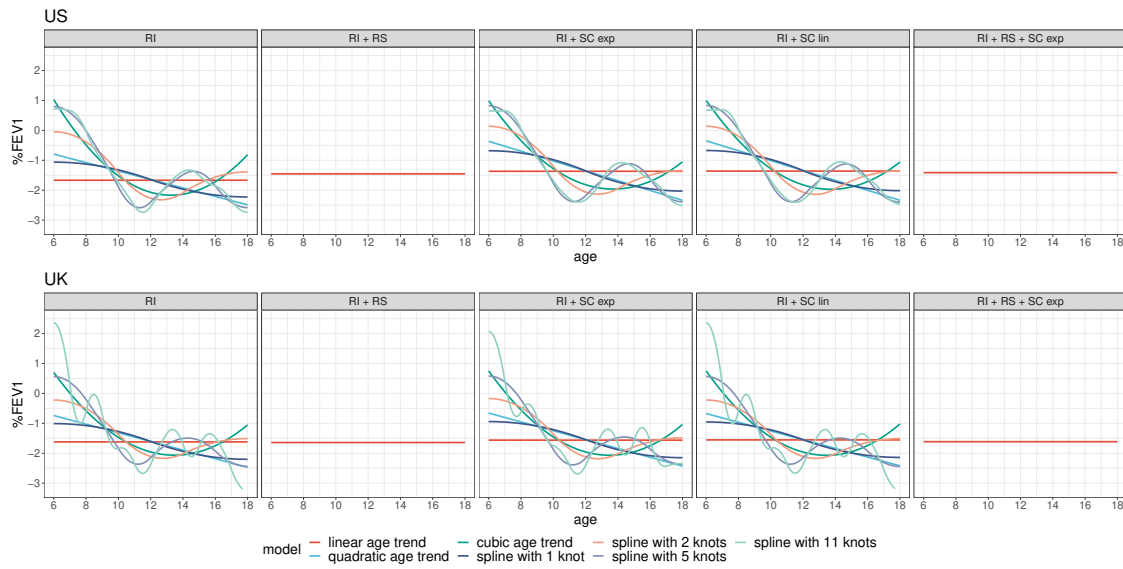 US
RI
RI + RS
RI + SC exp
RI + SC lin
RI + RS + SC exp
%FEV1
2
1
0
−1
−2
−3
6 8 10 12 14 16 18 6 8 10 12 14 16 18 6 8 10 12 14 16 18 6 8 10 12 14 16 18 6 8 10 12 14 16 18
age
UK
RI
RI + RS
RI + SC exp
RI + SC lin
RI + RS + SC exp
%FEV1
2
1
0
−1
−2
−3
6 8 10 12 14 16 18 6 8 10 12 14 16 18 6 8 10 12 14 16 18 6 8 10 12 14 16 18 6 8 10 12 14 16 18
age
model
linear age trend cubic age trend spline with 2 knots spline with 11 knots
quadratic age trend spline with 1 knot spline with 5 knots